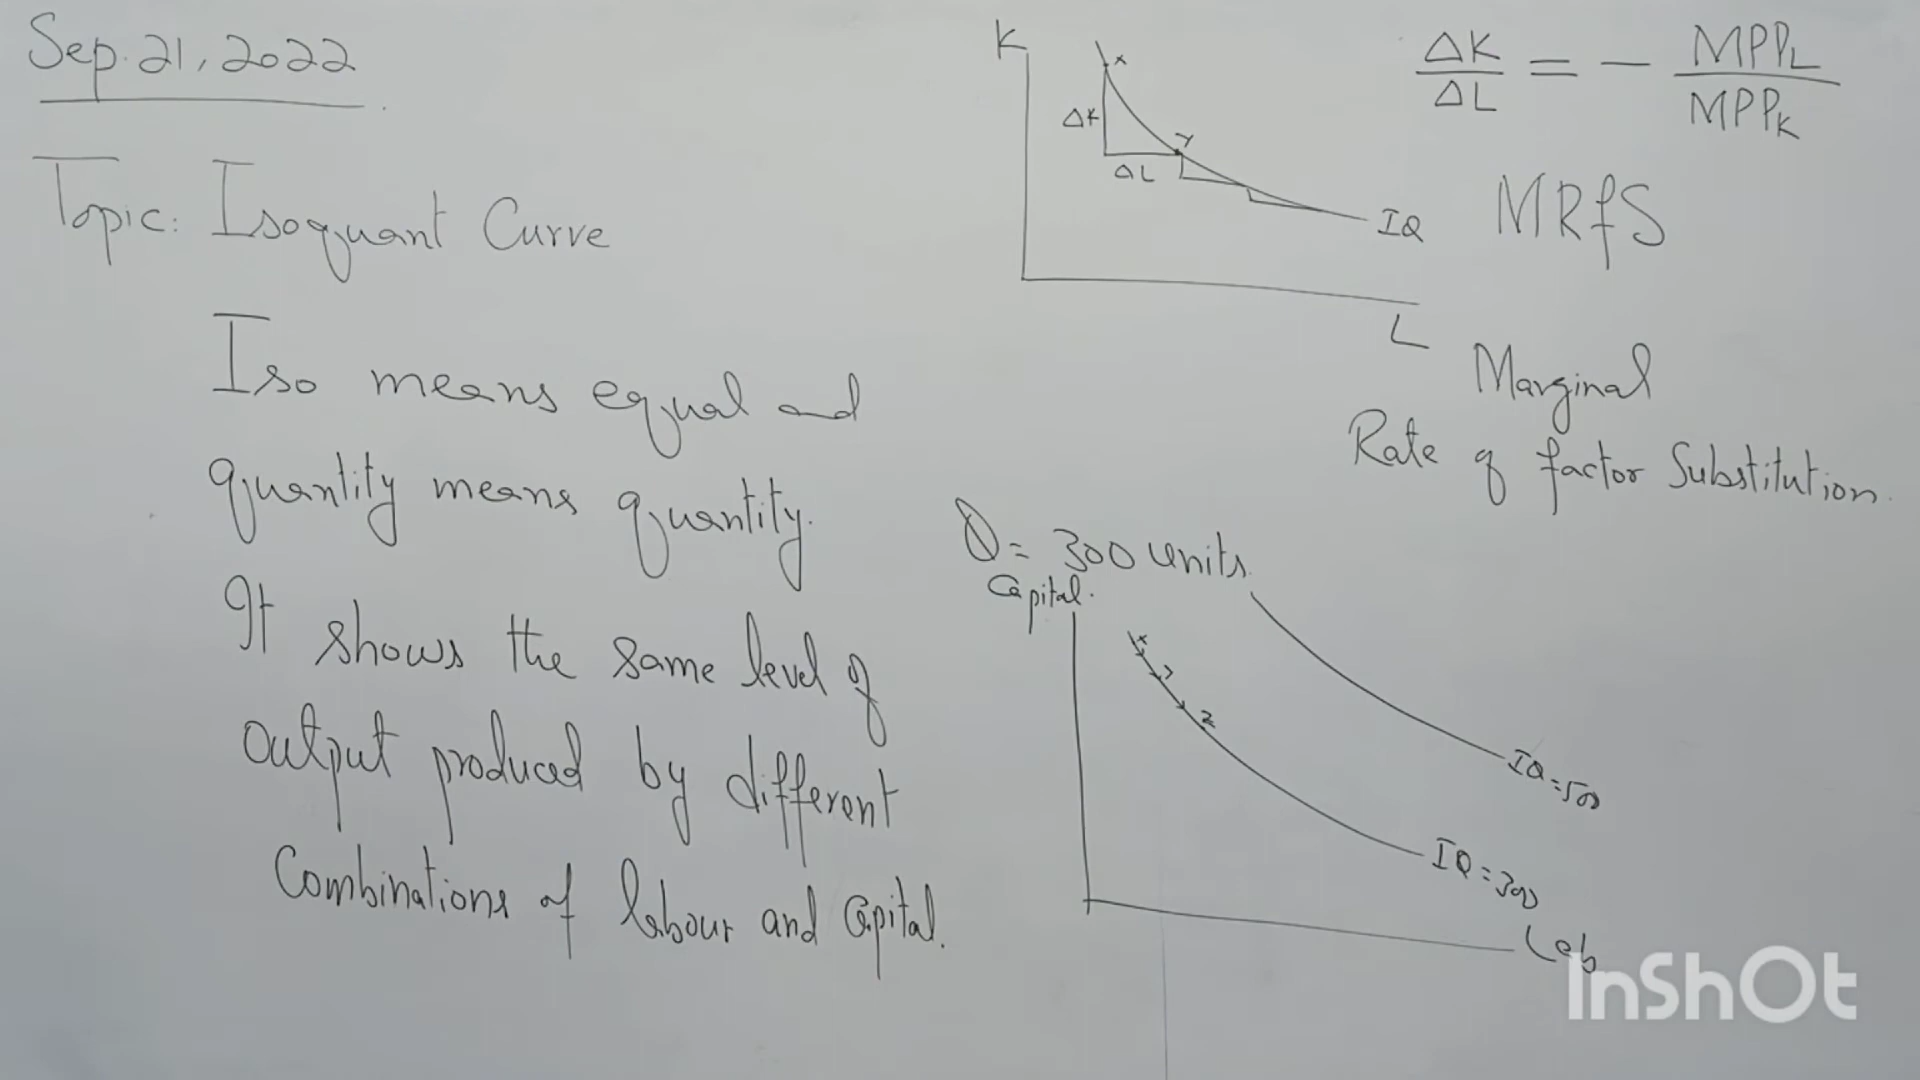 Sep. 21, 2022
Topic: Isoquant Curve
Iso means equal and
quantity means quantity.
It shows the same level of
output produced by different
Combinations of labour and Capital.
K
X
ΔK
Y
ΔL
IQ
L
ΔK/ΔL = - MPPL/MPPK
MRfS
Marginal
Rate of factor Substitution.
Q = 300 units.
Capital.
X
Y
Z
IQ = 500
IQ = 300
Lab
InShOt